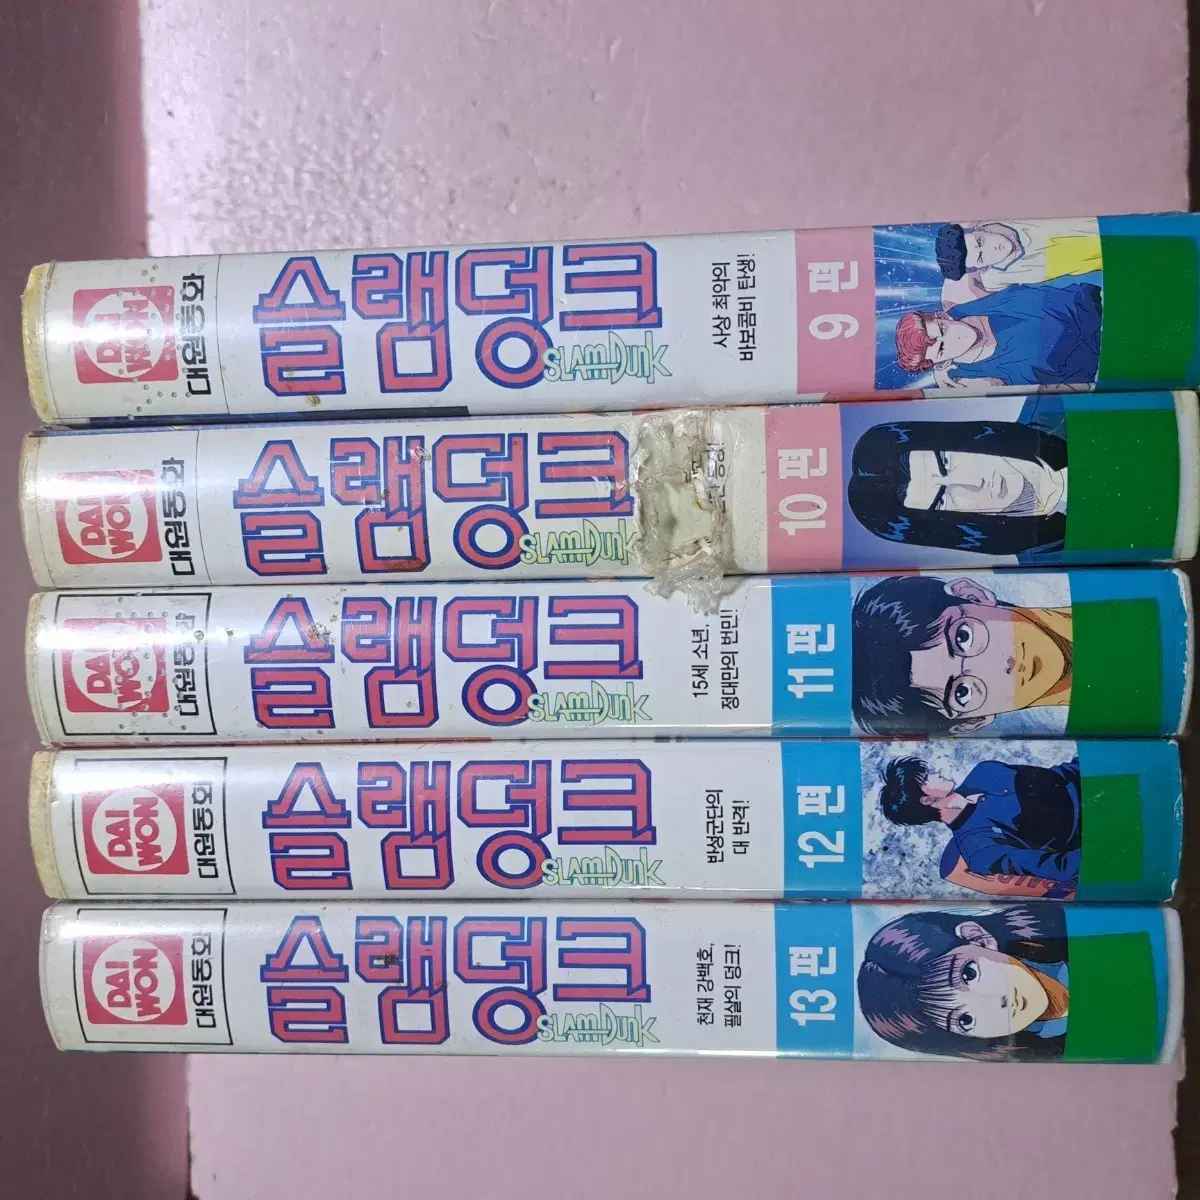 DAI
WON
대원동화
슬램덩크
SLAM DUNK
사상 최악의
바보콤비 탄생!
9편
DAI
WON
대원동화
슬램덩크
SLAM DUNK
10편
DAI
WON
대원동화
슬램덩크
SLAM DUNK
15세 소년,
정대만의 번민!
11편
DAI
WON
대원동화
슬램덩크
SLAM DUNK
반성군단의
대 반격!
12편
DAI
WON
대원동화
슬램덩크
SLAM DUNK
천재 강백호,
필살의 덩크!
13편